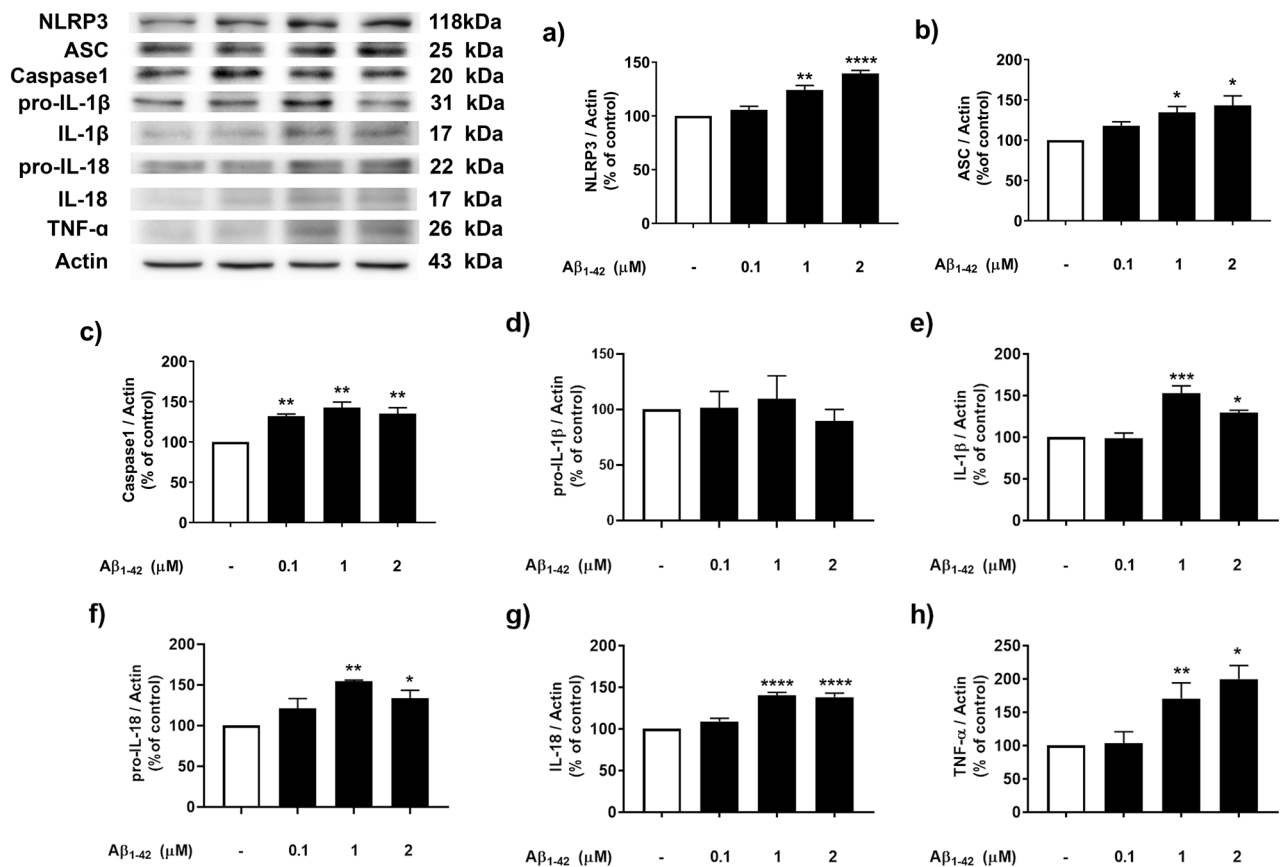 NLRP3 118kDa
ASC 25 kDa
Caspase1 20 kDa
pro-IL-1β 31 kDa
IL-1β 17 kDa
pro-IL-18 22 kDa
IL-18 17 kDa
TNF-α 26 kDa
Actin 43 kDa
a)
NLRP3 / Actin
(% of control)
150
100
50
0
**
****
Aβ1-42 (μM) - 0.1 1 2
b)
ASC / Actin
(%of control)
200
150
100
50
0
*
*
Aβ1-42 (μM) - 0.1 1 2
c)
Caspase1 / Actin
(% of control)
200
150
100
50
0
**
**
**
Aβ1-42 (μM) - 0.1 1 2
d)
pro-IL-1β / Actin
(% of control)
150
100
50
0
Aβ1-42 (μM) - 0.1 1 2
e)
IL-1β / Actin
(% of control)
200
150
100
50
0
***
*
Aβ1-42 (μM) - 0.1 1 2
f)
pro-IL-18 / Actin
(%of control)
200
150
100
50
0
**
*
Aβ1-42 (μM) - 0.1 1 2
g)
IL-18 / Actin
(% of control)
200
150
100
50
0
****
****
Aβ1-42 (μM) - 0.1 1 2
h)
TNF-α / Actin
(% of control)
250
200
150
100
50
0
**
*
Aβ1-42 (μM) - 0.1 1 2